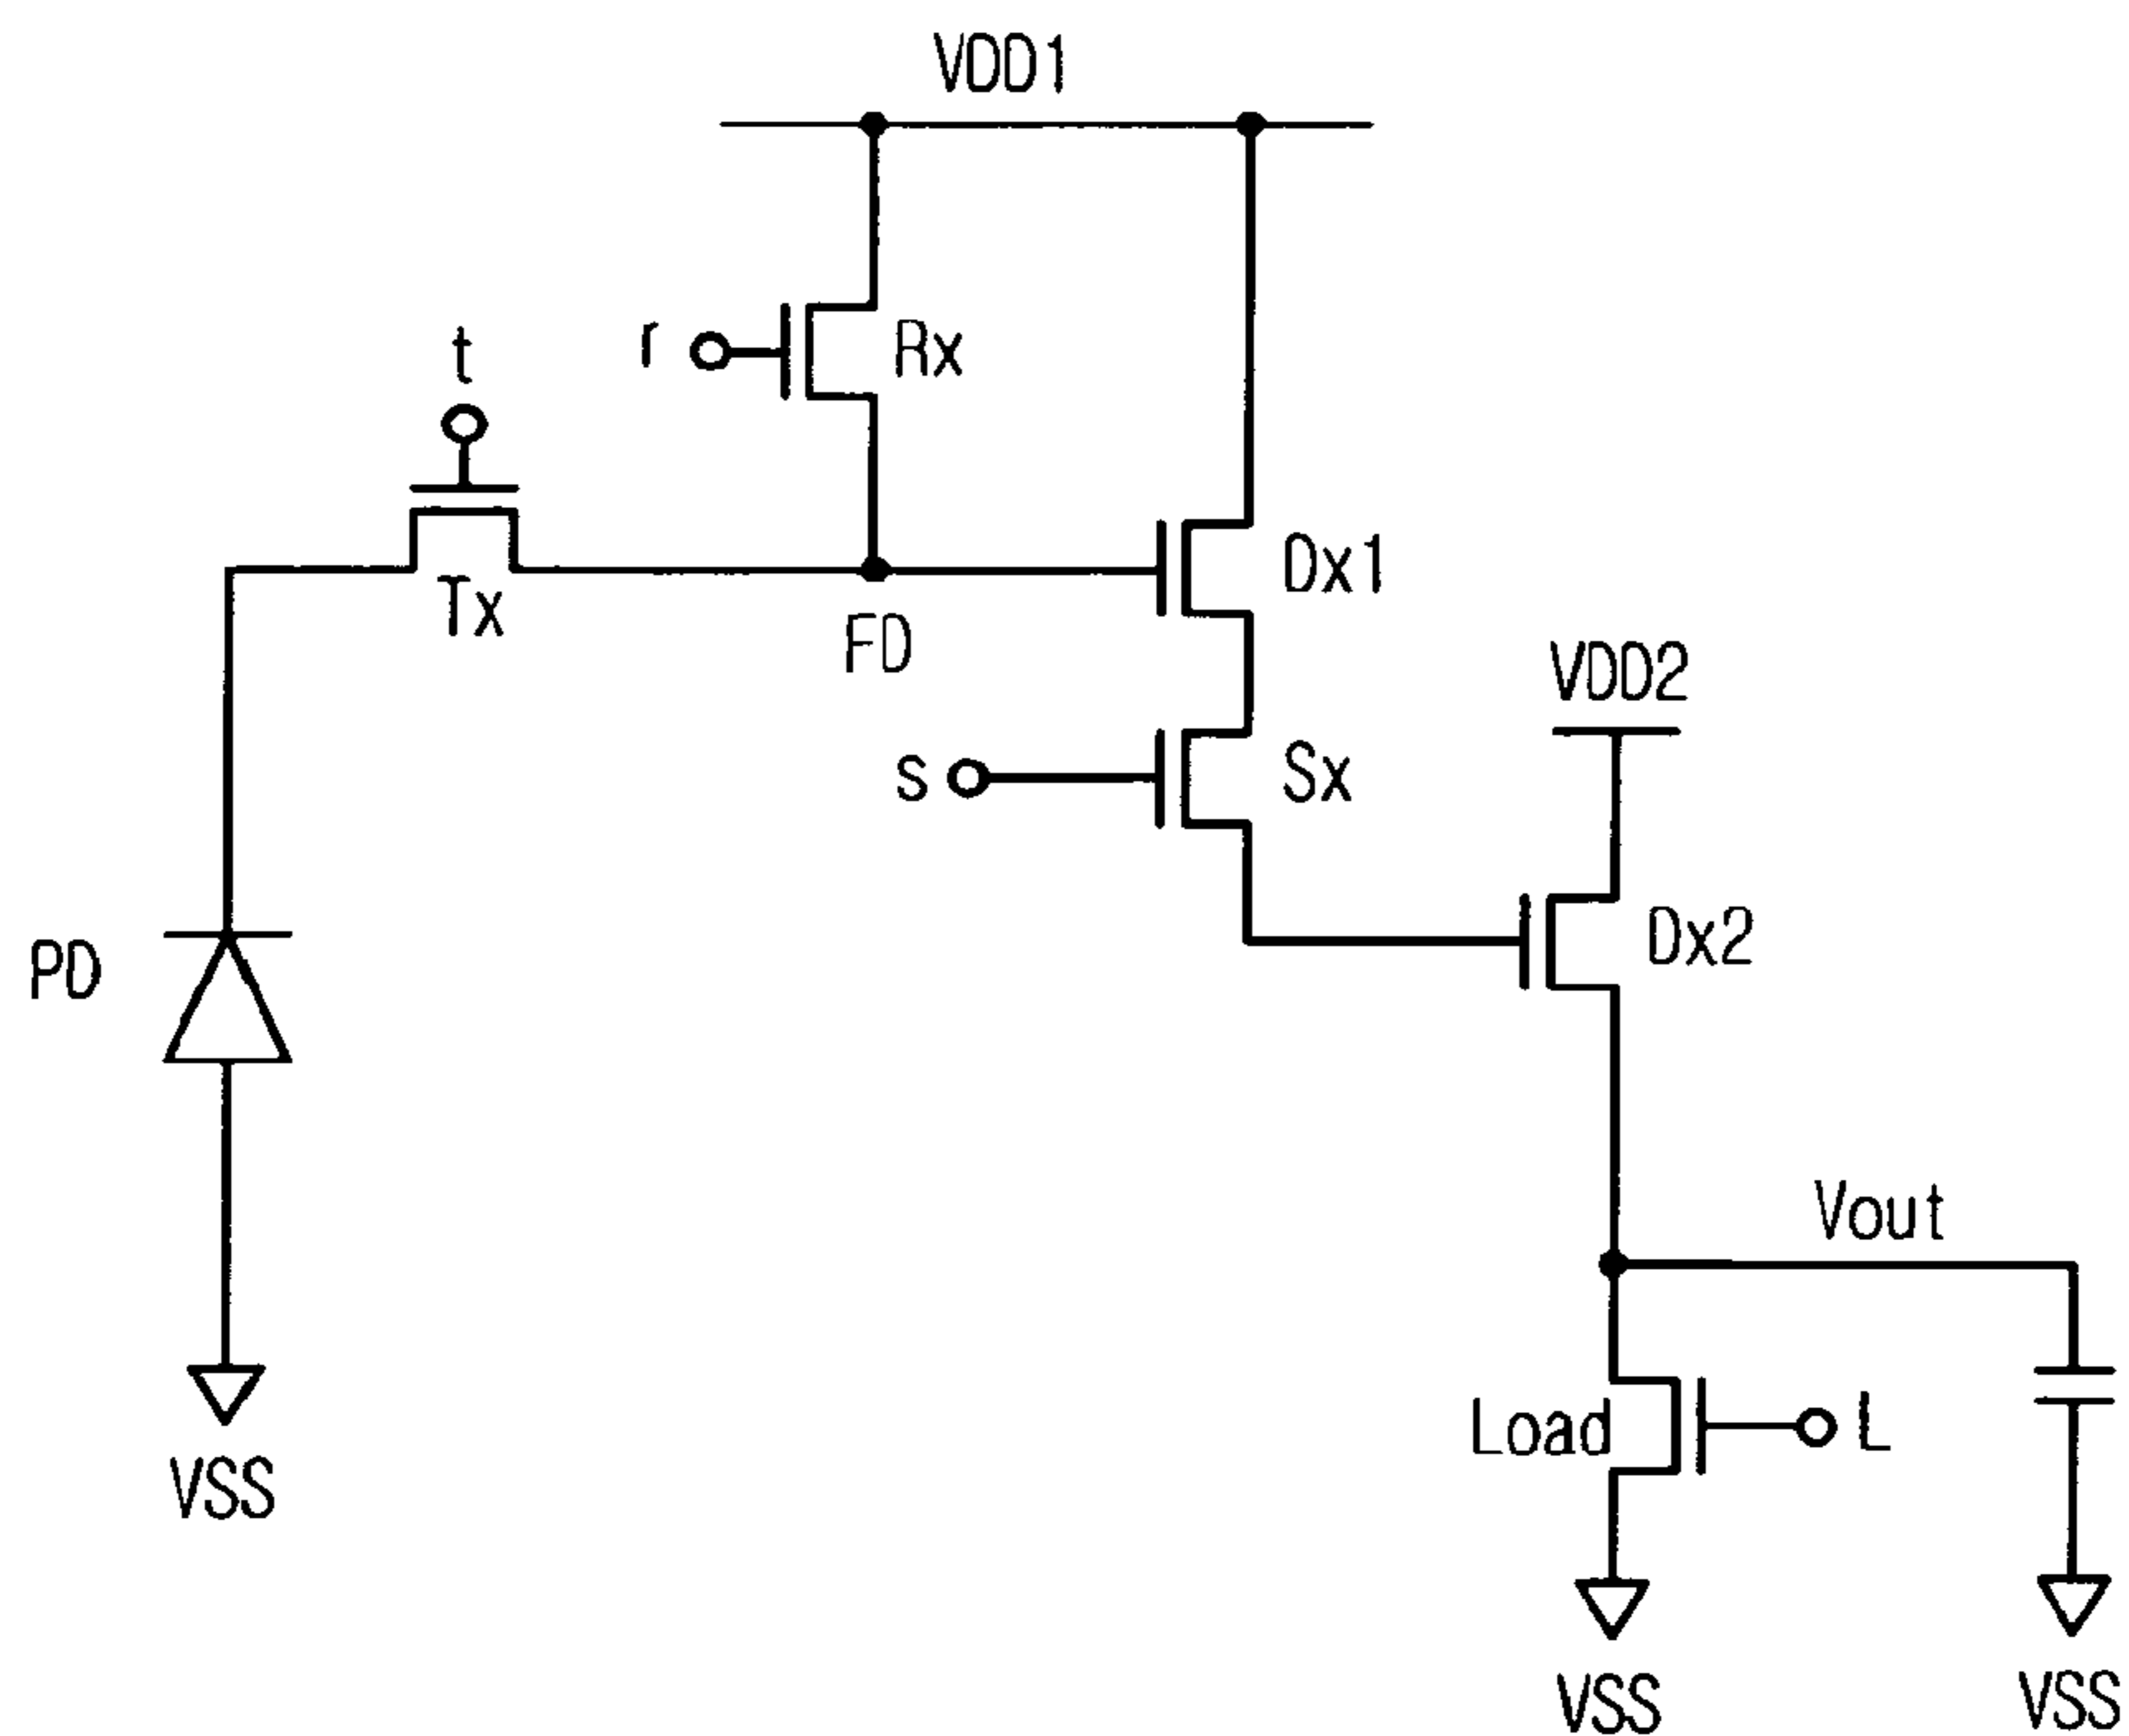 VDD1
r
Rx
t
Tx
FD
Dx1
VDD2
s
Sx
Dx2
PD
Vout
Load
L
VSS
VSS
VSS